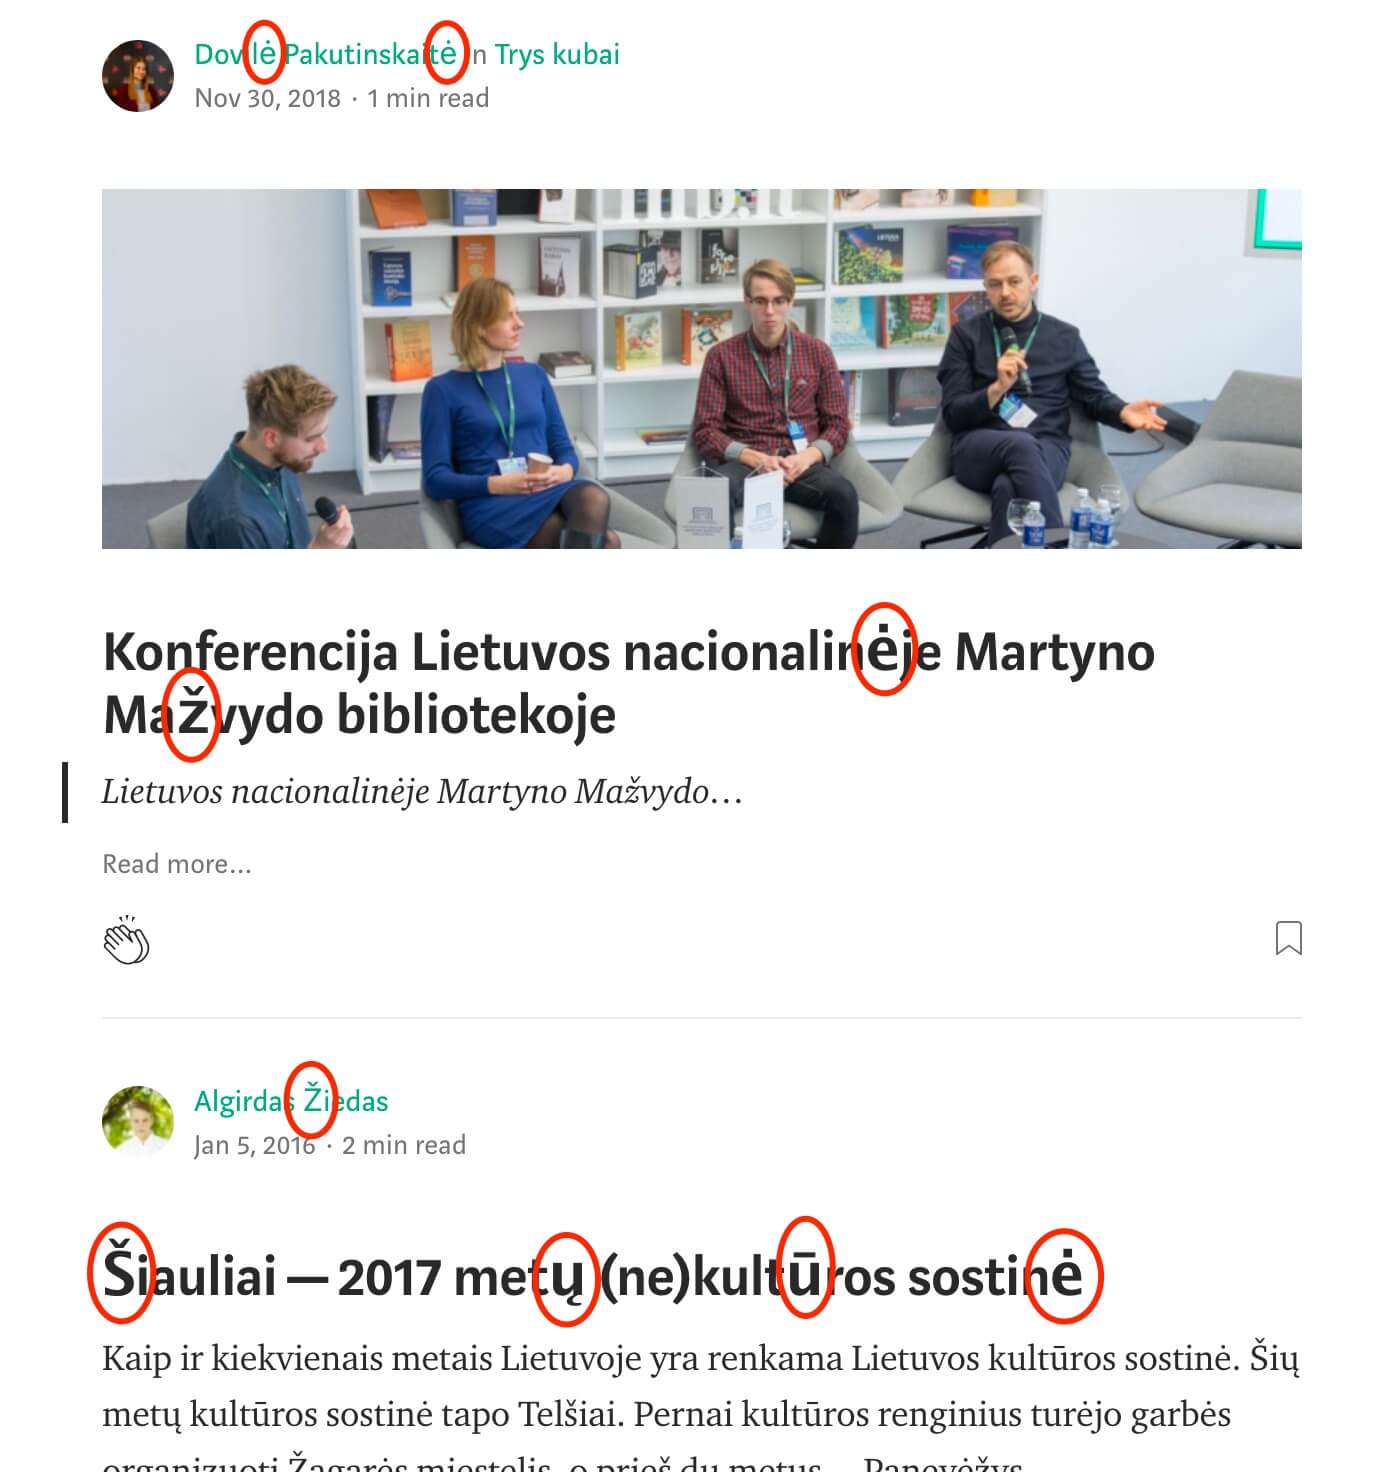 Dovilė Pakutinskaitė in Trys kubai
Nov 30, 2018 · 1 min read
Konferencija Lietuvos nacionalinėje Martyno
Mažvydo bibliotekoje
Lietuvos nacionalinėje Martyno Mažvydo…
Read more…
Algirdas Žiedas
Jan 5, 2016 · 2 min read
Šiauliai — 2017 metų (ne)kultūros sostinė
Kaip ir kiekvienais metais Lietuvoje yra renkama Lietuvos kultūros sostinė. Šių
metų kultūros sostinė tapo Telšiai. Pernai kultūros renginius turėjo garbės
organizuoti Žagarės miestelis, o prieš du metus… Panevėžys